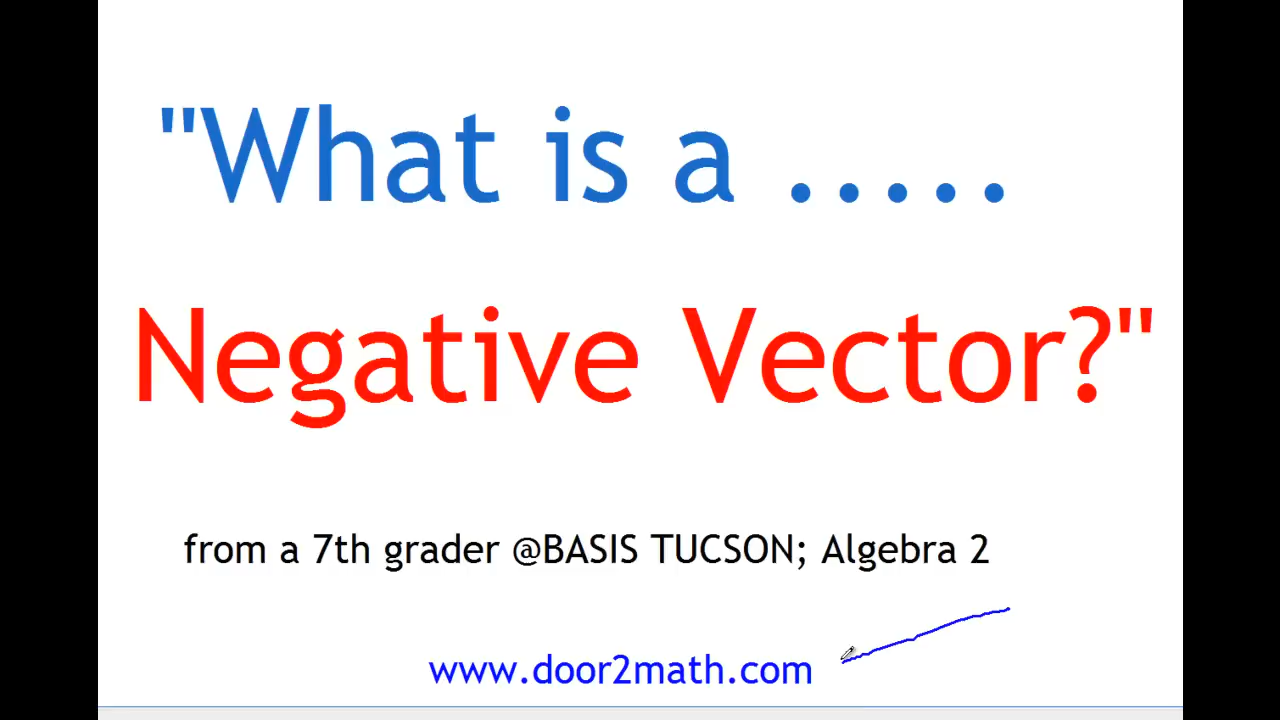 "What is a .....
Negative Vector?"
from a 7th grader @BASIS TUCSON; Algebra 2
www.door2math.com